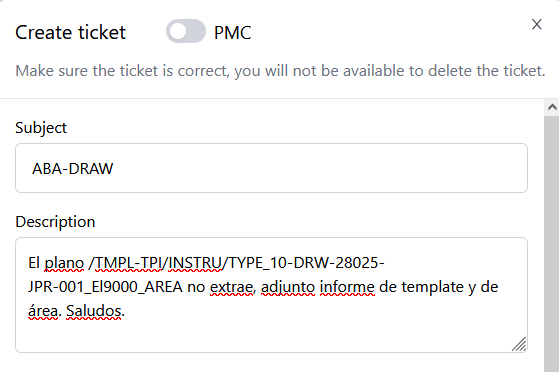 Create ticket PMC
Make sure the ticket is correct, you will not be available to delete the ticket.
Subject
ABA-DRAW
Description
El plano /TMPL-TPI/INSTRU/TYPE_10-DRW-28025-
JPR-001_El9000_AREA no extrae, adjunto informe de template y de
área. Saludos.